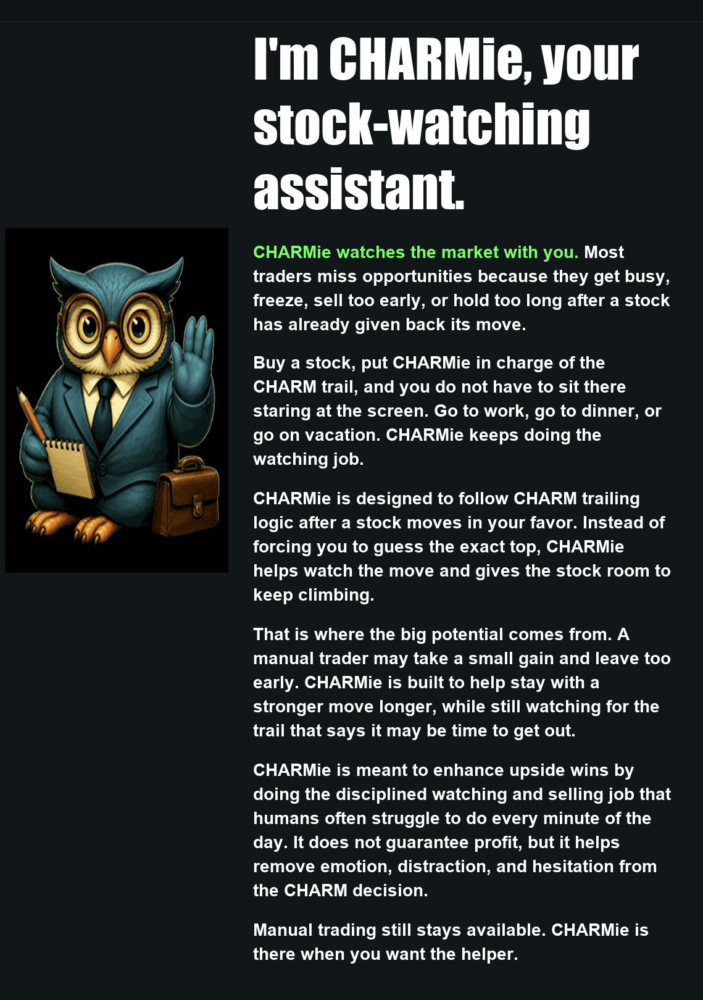 I'm CHARMie, your
stock-watching
assistant.
CHARMie watches the market with you. Most
traders miss opportunities because they get busy,
freeze, sell too early, or hold too long after a stock
has already given back its move.
Buy a stock, put CHARMie in charge of the
CHARM trail, and you do not have to sit there
staring at the screen. Go to work, go to dinner, or
go on vacation. CHARMie keeps doing the
watching job.
CHARMie is designed to follow CHARM trailing
logic after a stock moves in your favor. Instead of
forcing you to guess the exact top, CHARMie
helps watch the move and gives the stock room to
keep climbing.
That is where the big potential comes from. A
manual trader may take a small gain and leave too
early. CHARMie is built to help stay with a
stronger move longer, while still watching for the
trail that says it may be time to get out.
CHARMie is meant to enhance upside wins by
doing the disciplined watching and selling job that
humans often struggle to do every minute of the
day. It does not guarantee profit, but it helps
remove emotion, distraction, and hesitation from
the CHARM decision.
Manual trading still stays available. CHARMie is
there when you want the helper.